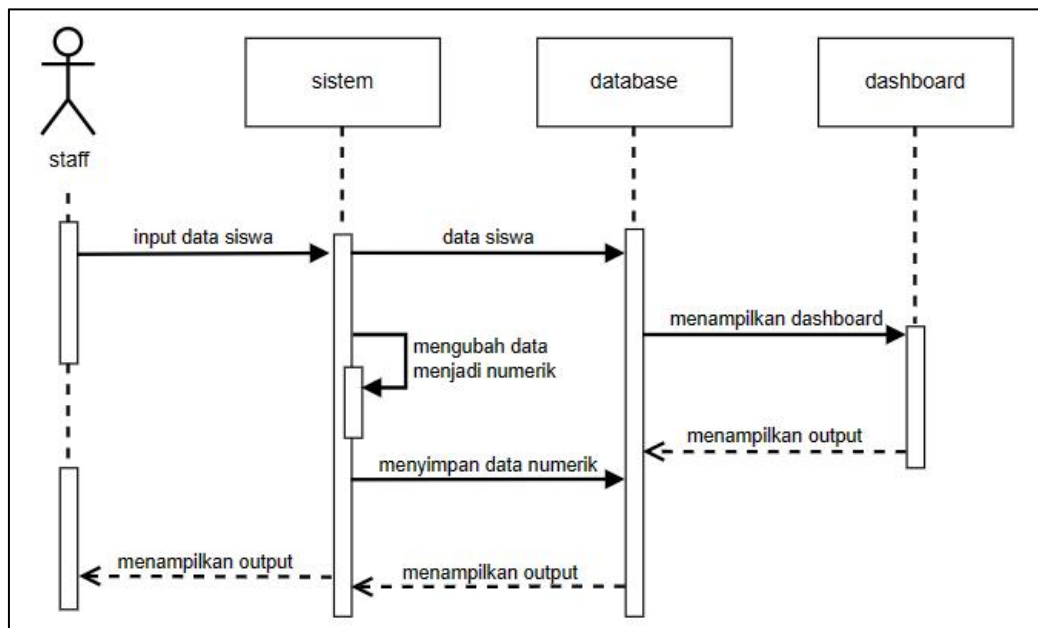 sistem
database
dashboard
staff
input data siswa
data siswa
menampilkan dashboard
mengubah data
menjadi numerik
menampilkan output
menyimpan data numerik
menampilkan output
menampilkan output